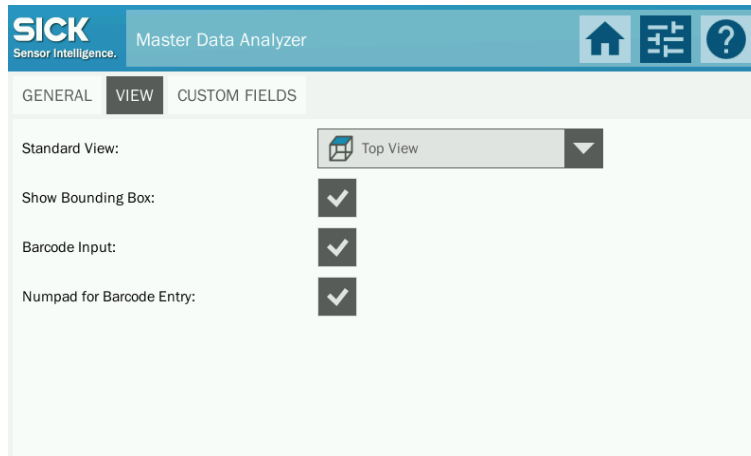 SICK
Sensor Intelligence.
Master Data Analyzer
?
GENERAL VIEW CUSTOM FIELDS
Standard View: Top View
Show Bounding Box:
Barcode Input:
Numpad for Barcode Entry: